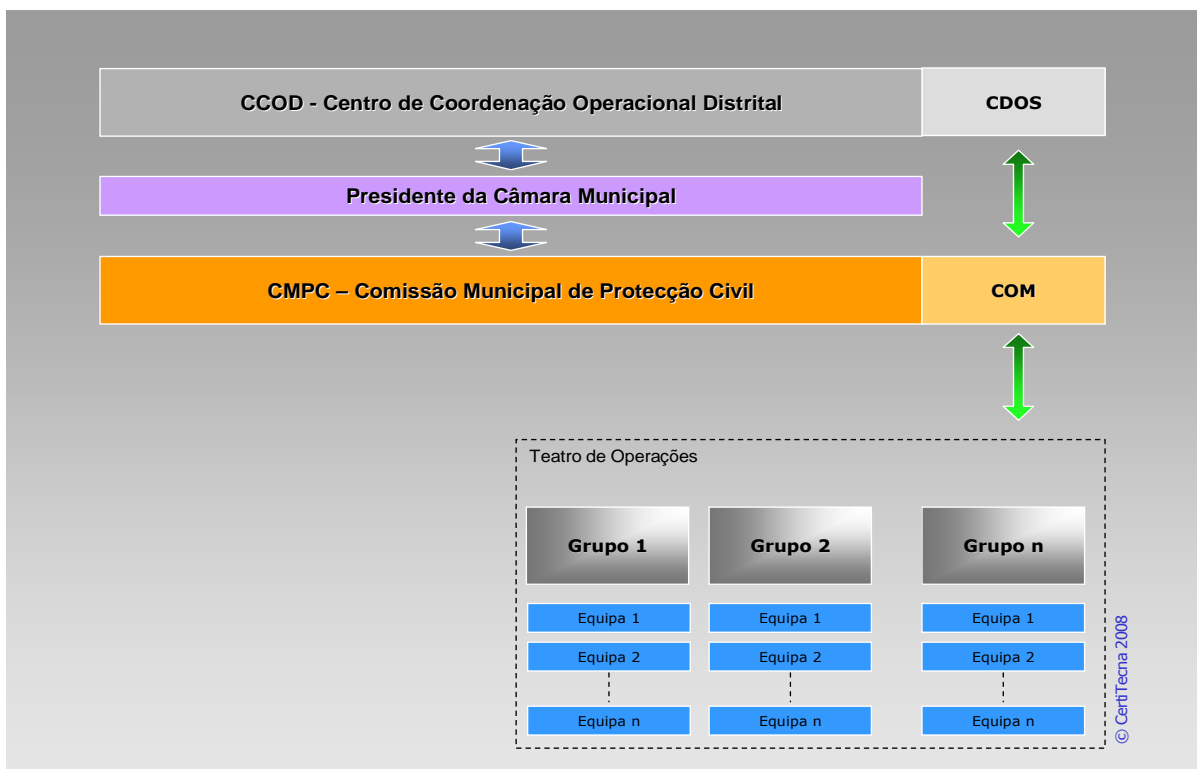 CCOD - Centro de Coordenação Operacional Distrital
CDOS
Presidente da Câmara Municipal
CMPC – Comissão Municipal de Protecção Civil
COM
Teatro de Operações
Grupo 1
Grupo 2
Grupo n
Equipa 1
Equipa 1
Equipa 1
Equipa 2
Equipa 2
Equipa 2
Equipa n
Equipa n
Equipa n
© CertiTecna 2008